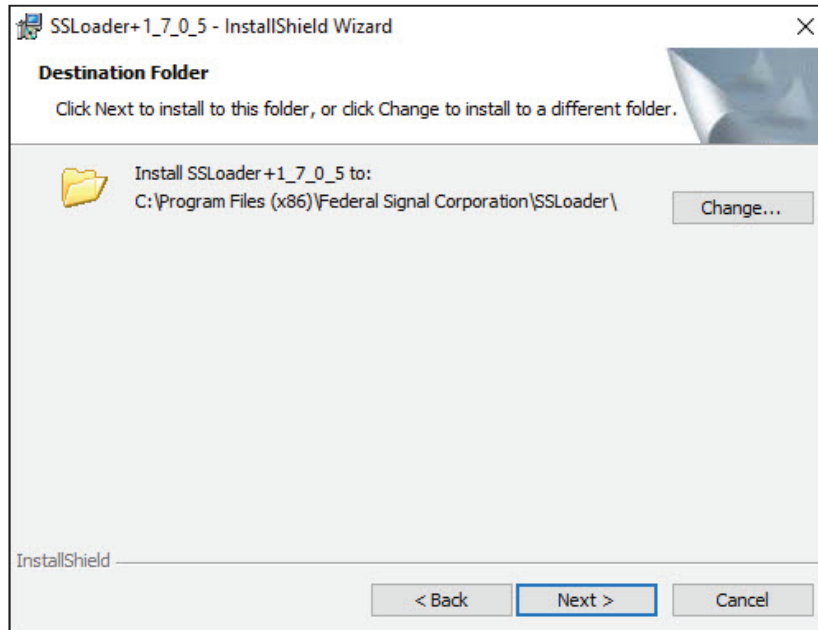 SSLoader+1_7_0_5 - InstallShield Wizard
Destination Folder
Click Next to install to this folder, or click Change to install to a different folder.
Install SSLoader+1_7_0_5 to:
C:\Program Files (x86)\Federal Signal Corporation\SSLoader\
Change...
InstallShield
< Back
Next >
Cancel